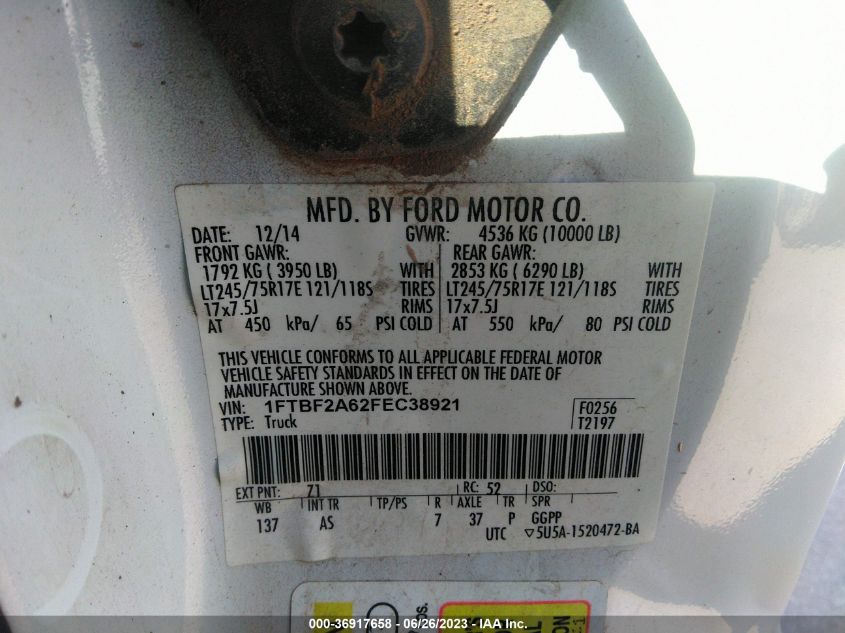 MFD. BY FORD MOTOR CO.
DATE: 12/14 GVWR: 4536 KG (10000 LB)
FRONT GAWR: REAR GAWR:
1792 KG ( 3950 LB) WITH 2853 KG ( 6290 LB) WITH
LT245/75R17E 121/118S TIRES LT245/75R17E 121/118S TIRES
17x7.5J RIMS 17x7.5J RIMS
AT 450 kPa/ 65 PSI COLD AT 550 kPa/ 80 PSI COLD
THIS VEHICLE CONFORMS TO ALL APPLICABLE FEDERAL MOTOR
VEHICLE SAFETY STANDARDS IN EFFECT ON THE DATE OF
MANUFACTURE SHOWN ABOVE.
VIN: 1FTBF2A62FEC38921 F0256
TYPE: Truck T2197
EXT PNT: Z1 RC: 52 DSO:
WB INT TR TP/PS R AXLE TR SPR
137 AS 7 37 P GGPP
UTC ▽5U5A-1520472-BA
000-36917658 - 06/26/2023 - IAA Inc.